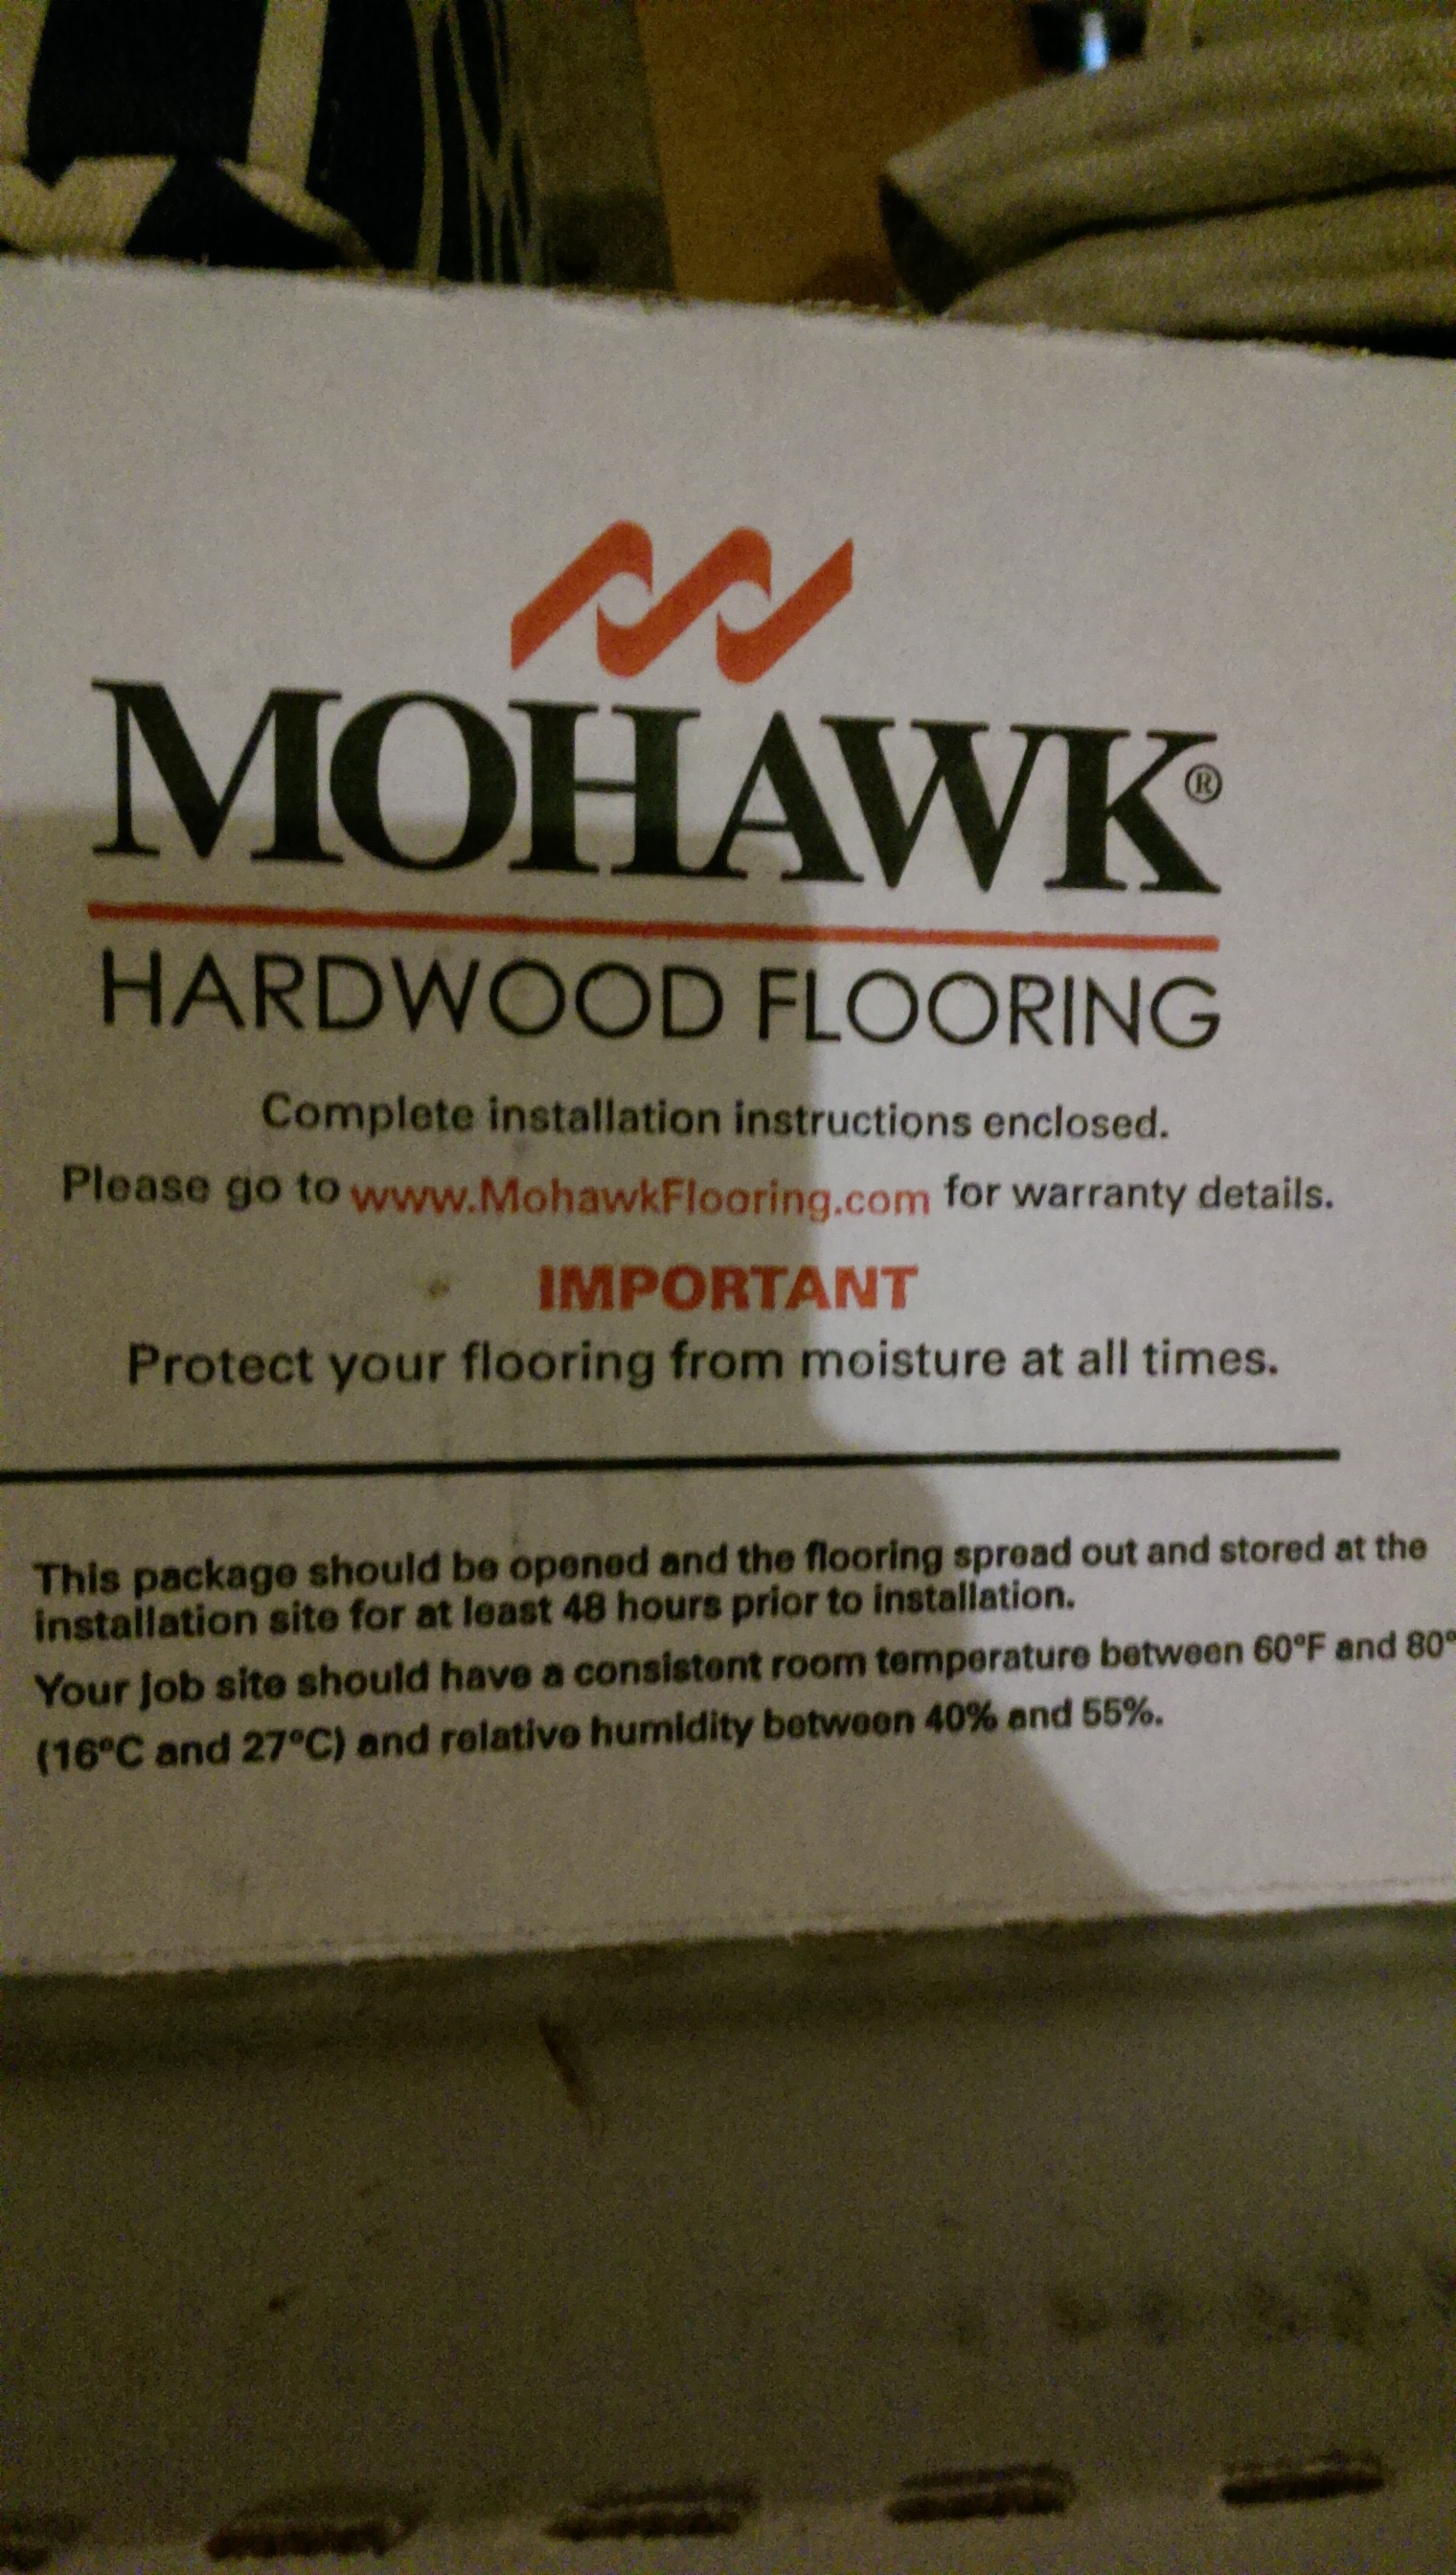 MOHAWK®
HARDWOOD FLOORING
Complete installation instructions enclosed.
Please go to www.MohawkFlooring.com for warranty details.
IMPORTANT
Protect your flooring from moisture at all times.
This package should be opened and the flooring spread out and stored at the
installation site for at least 48 hours prior to installation.
Your job site should have a consistent room temperature between 60°F and 80°
(16°C and 27°C) and relative humidity between 40% and 55%.